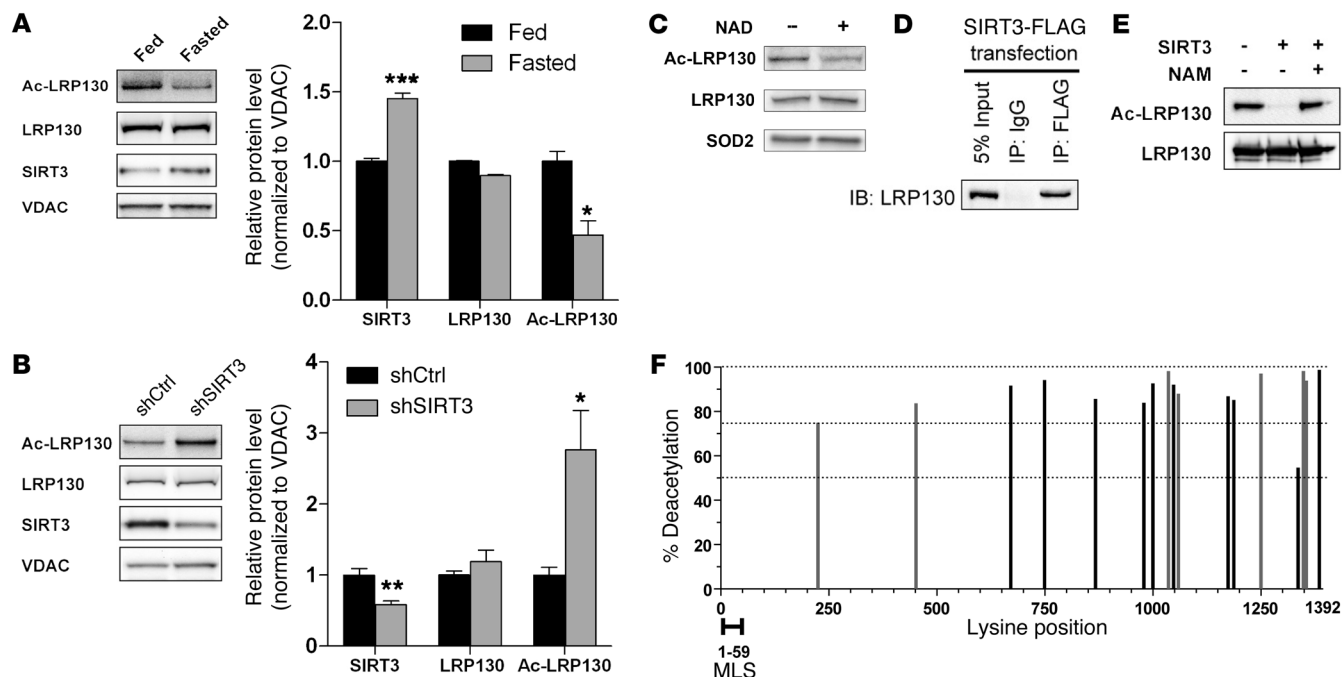 A
Fed
Fasted
Ac-LRP130
LRP130
SIRT3
VDAC
Relative protein level
(normalized to VDAC)
2.0
1.5
1.0
0.5
0.0
Fed
Fasted
***
*
SIRT3
LRP130
Ac-LRP130
B
shCtrl
shSIRT3
Ac-LRP130
LRP130
SIRT3
VDAC
Relative protein level
(normalized to VDAC)
4
3
2
1
0
shCtrl
shSIRT3
**
*
SIRT3
LRP130
Ac-LRP130
C
NAD
--
+
Ac-LRP130
LRP130
SOD2
D
SIRT3-FLAG
transfection
5% Input
IP: IgG
IP: FLAG
IB: LRP130
E
SIRT3 - + +
NAM - - +
Ac-LRP130
LRP130
F
% Deacetylation
100
80
60
40
20
0
0 250 500 750 1000 1250 1392
Lysine position
1-59
MLS